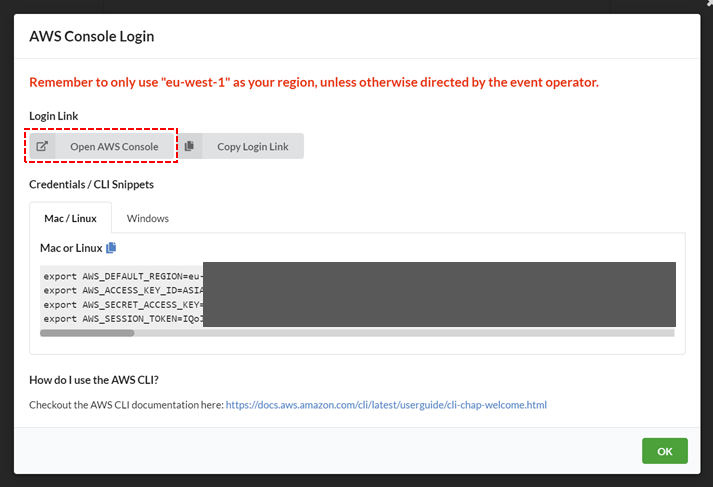 AWS Console Login
Remember to only use "eu-west-1" as your region, unless otherwise directed by the event operator.
Login Link
Open AWS Console
Copy Login Link
Credentials / CLI Snippets
Mac / Linux
Windows
Mac or Linux
export AWS_DEFAULT_REGION=eu-
export AWS_ACCESS_KEY_ID=ASIA
export AWS_SECRET_ACCESS_KEY=
export AWS_SESSION_TOKEN=IQoJ
How do I use the AWS CLI?
Checkout the AWS CLI documentation here: https://docs.aws.amazon.com/cli/latest/userguide/cli-chap-welcome.html
OK